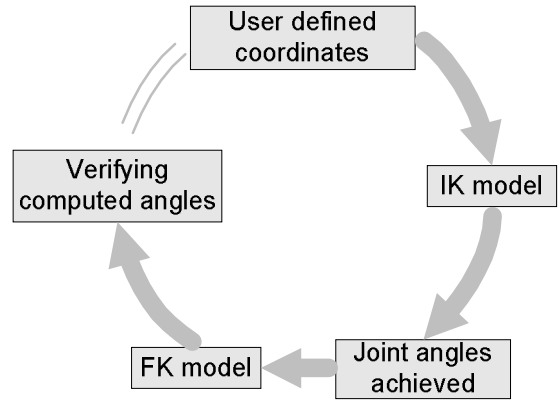 User defined
coordinates
IK model
Joint angles
achieved
FK model
Verifying
computed angles